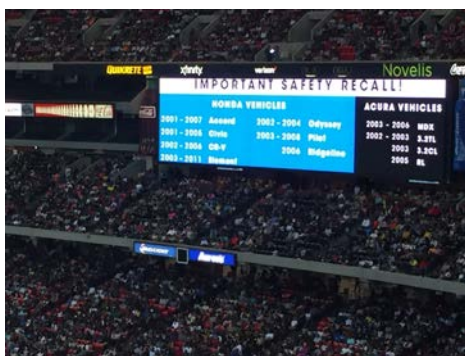 QUIKRETE
xfinity
verizon
Novelis
IMPORTANT SAFETY RECALL!
HONDA VEHICLES
2001 - 2007 Accord
2001 - 2005 Civic
2002 - 2006 CR-V
2003 - 2011 Element
2002 - 2004 Odyssey
2003 - 2008 Pilot
2006 Ridgeline
ACURA VEHICLES
2003 - 2006 MDX
2002 - 2003 3.2TL
2003 3.2CL
2005 RL